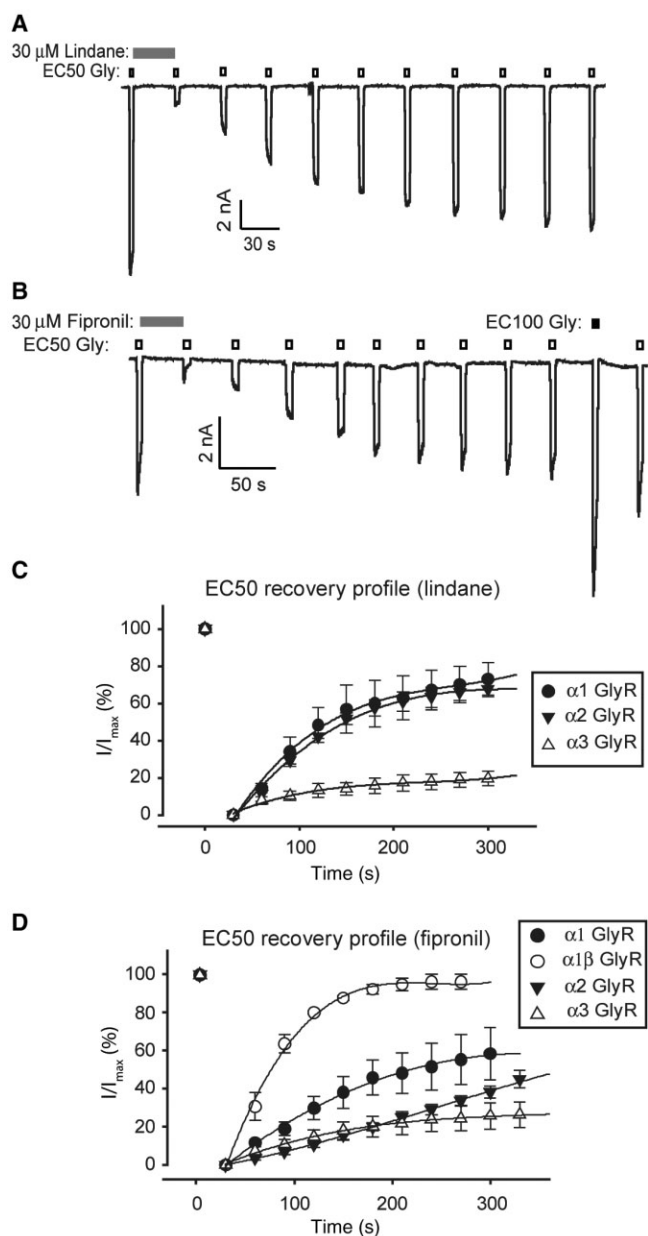 A
30 μM Lindane:
EC50 Gly:
2 nA
30 s
B
30 μM Fipronil:
EC100 Gly:
EC50 Gly:
2 nA
50 s
C
EC50 recovery profile (lindane)
I/Imax (%)
100
80
60
40
20
0
0 100 200 300
Time (s)
α1 GlyR
α2 GlyR
α3 GlyR
D
EC50 recovery profile (fipronil)
I/Imax (%)
100
80
60
40
20
0
0 100 200 300
Time (s)
α1 GlyR
α1β GlyR
α2 GlyR
α3 GlyR